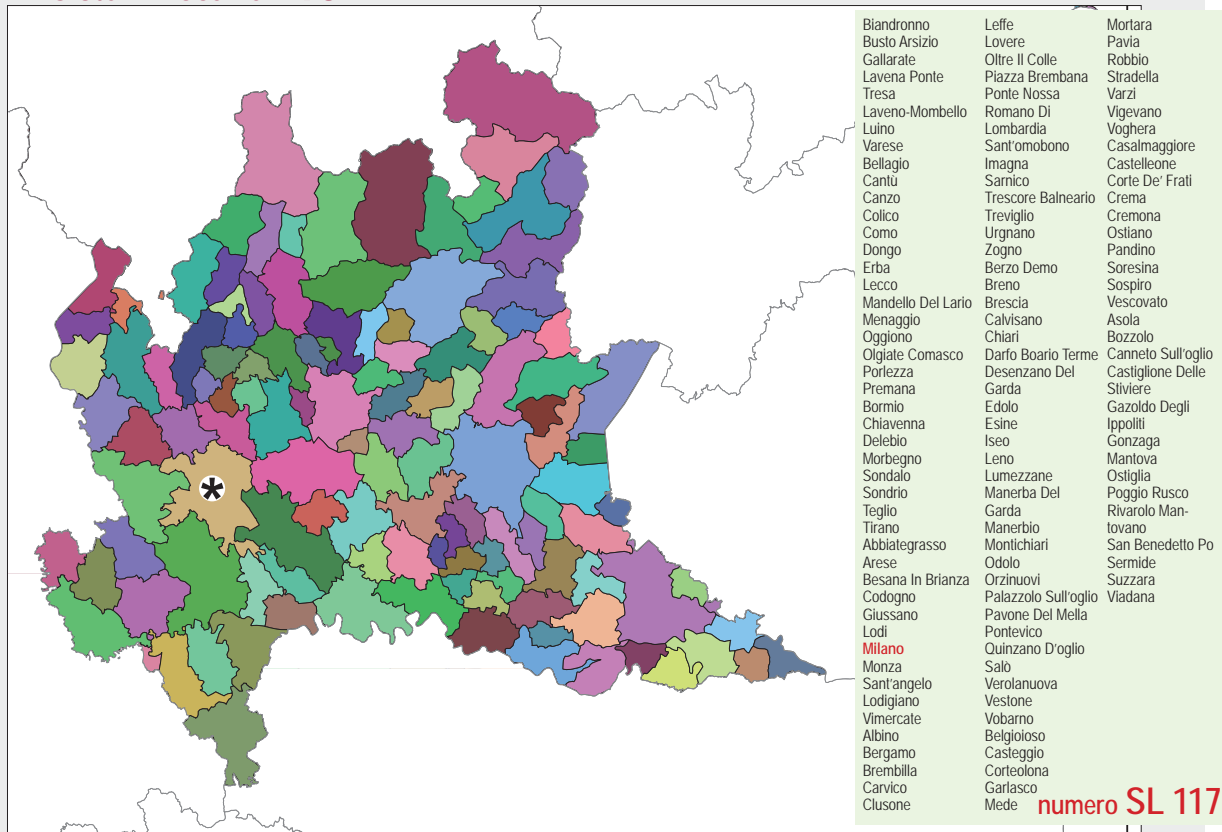 Biandronno
Busto Arsizio
Gallarate
Lavena Ponte
Tresa
Laveno-Mombello
Luino
Varese
Bellagio
Cantù
Canzo
Colico
Como
Dongo
Erba
Lecco
Mandello Del Lario
Menaggio
Oggiono
Olgiate Comasco
Porlezza
Premana
Bormio
Chiavenna
Delebio
Morbegno
Sondalo
Sondrio
Teglio
Tirano
Abbiategrasso
Arese
Besana In Brianza
Codogno
Giussano
Lodi
Milano
Monza
Sant'angelo
Lodigiano
Vimercate
Albino
Bergamo
Brembilla
Carvico
Clusone
Leffe
Lovere
Oltre Il Colle
Piazza Brembana
Ponte Nossa
Romano Di
Lombardia
Sant'omobono
Imagna
Sarnico
Trescore Balneario
Treviglio
Urgnano
Zogno
Berzo Demo
Breno
Brescia
Calvisano
Chiari
Darfo Boario Terme
Desenzano Del
Garda
Edolo
Esine
Iseo
Leno
Lumezzane
Manerba Del
Garda
Manerbio
Montichiari
Odolo
Orzinuovi
Palazzolo Sull'oglio
Pavone Del Mella
Pontevico
Quinzano D'oglio
Salò
Verolanuova
Vestone
Vobarno
Belgioioso
Casteggio
Corteolona
Garlasco
Mede
Mortara
Pavia
Robbio
Stradella
Varzi
Vigevano
Voghera
Casalmaggiore
Castelleone
Corte De' Frati
Crema
Cremona
Ostiano
Pandino
Soresina
Sospiro
Vescovato
Asola
Bozzolo
Canneto Sull'oglio
Castiglione Delle
Stiviere
Gazoldo Degli
Ippoliti
Gonzaga
Mantova
Ostiglia
Poggio Rusco
Rivarolo Man-
tovano
San Benedetto Po
Sermide
Suzzara
Viadana
numero SL 117
*